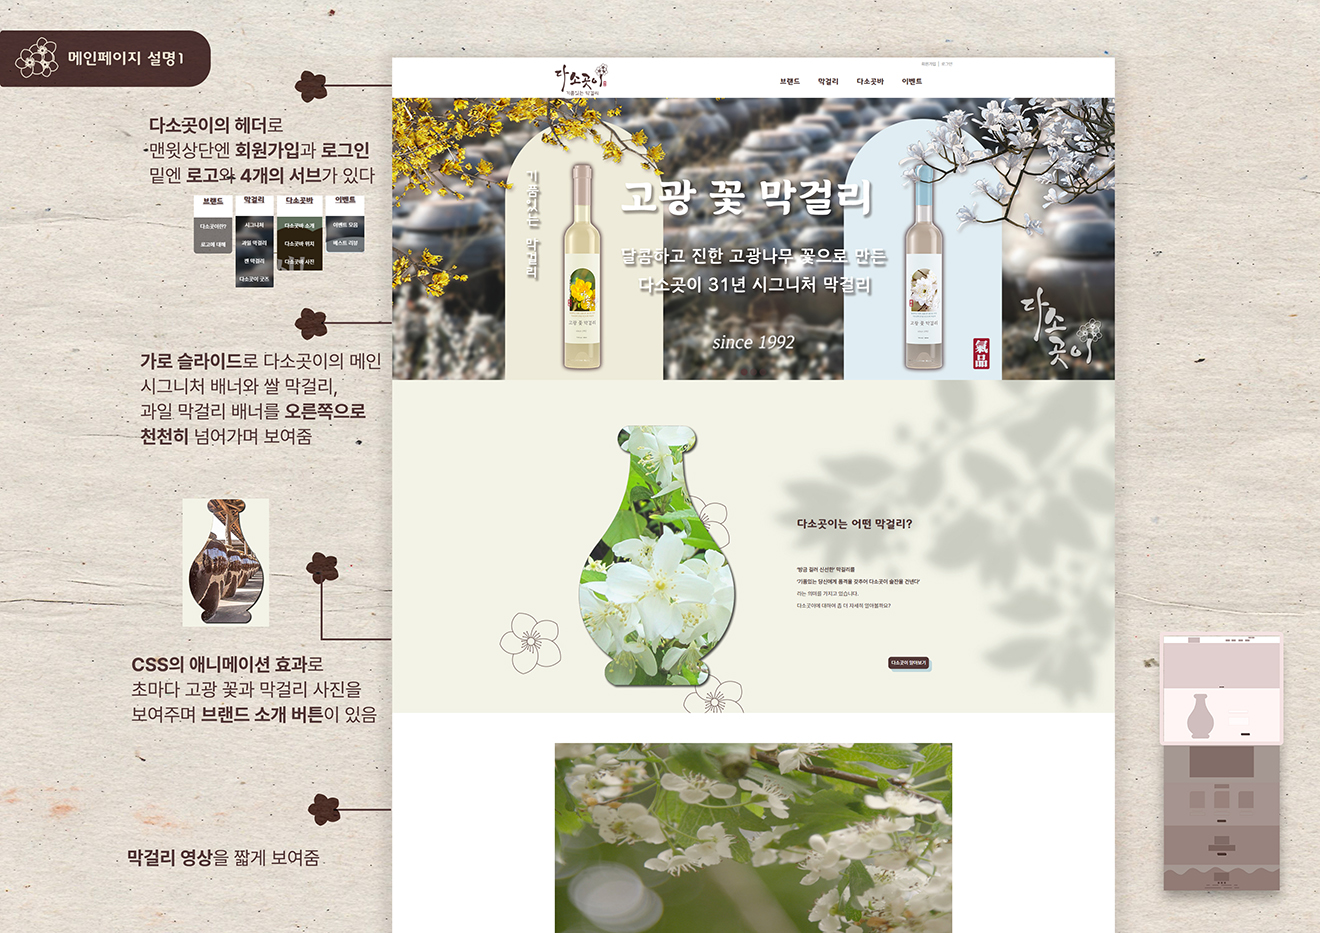 메인페이지 설명1
다소곳이의 헤더로
맨윗상단엔 회원가입과 로그인
밑엔 로고와 4개의 서브가 있다
브랜드
다소곳이란?
로고에 대해
막걸리
시그니처
과일 막걸리
캔 막걸리
다소곳이 굿즈
다소곳바
다소곳바 소개
다소곳바 위치
다소곳바 사진
이벤트
이벤트 모음
베스트 리뷰
가로 슬라이드로 다소곳이의 메인
시그니처 배너와 쌀 막걸리,
과일 막걸리 배너를 오른쪽으로
천천히 넘어가며 보여줌
CSS의 애니메이션 효과로
초마다 고광 꽃과 막걸리 사진을
보여주며 브랜드 소개 버튼이 있음
막걸리 영상을 짧게 보여줌
회원가입 | 로그인
다소곳이
기품있는 막걸리
브랜드 막걸리 다소곳바 이벤트
기품있는 막걸리
고광 꽃 막걸리
달콤하고 진한 고광나무 꽃으로 만든
다소곳이 31년 시그니처 막걸리
since 1992
고광 꽃 막걸리
고광 꽃 막걸리
氣品
다소곳이
다소곳이는 어떤 막걸리?
'방금 걸러 신선한' 막걸리를
'기품있는 당신에게 품격을 갖추어 다소곳이 술잔을 건넨다'
라는 의미를 가지고 있습니다.
다소곳이에 대하여 좀 더 자세히 알아볼까요?
다소곳이 알아보기